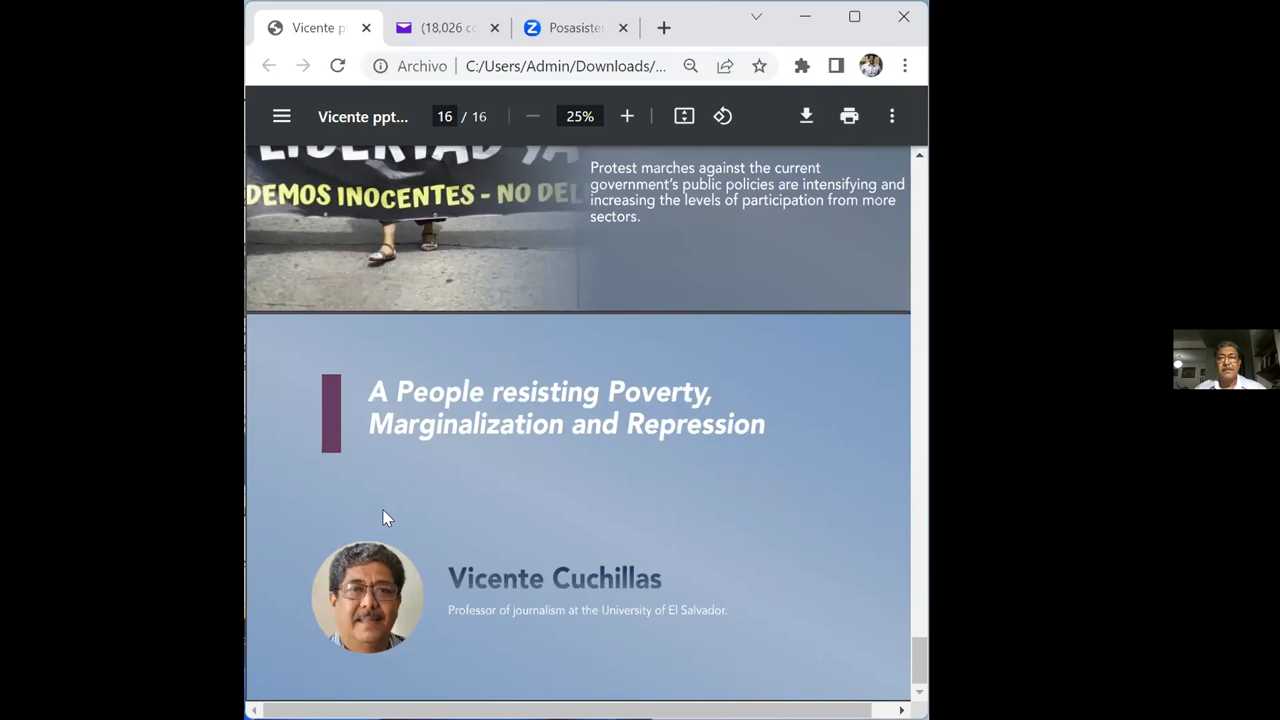 Vicente p
(18,026 c
Posasiste
Archivo
C:/Users/Admin/Downloads/...
Vicente ppt...
16 / 16
25%
LIBERTAD YA
DEMOS INOCENTES - NO DEL
Protest marches against the current
government's public policies are intensifying and
increasing the levels of participation from more
sectors.
A People resisting Poverty,
Marginalization and Repression
Vicente Cuchillas
Professor of journalism at the University of El Salvador.